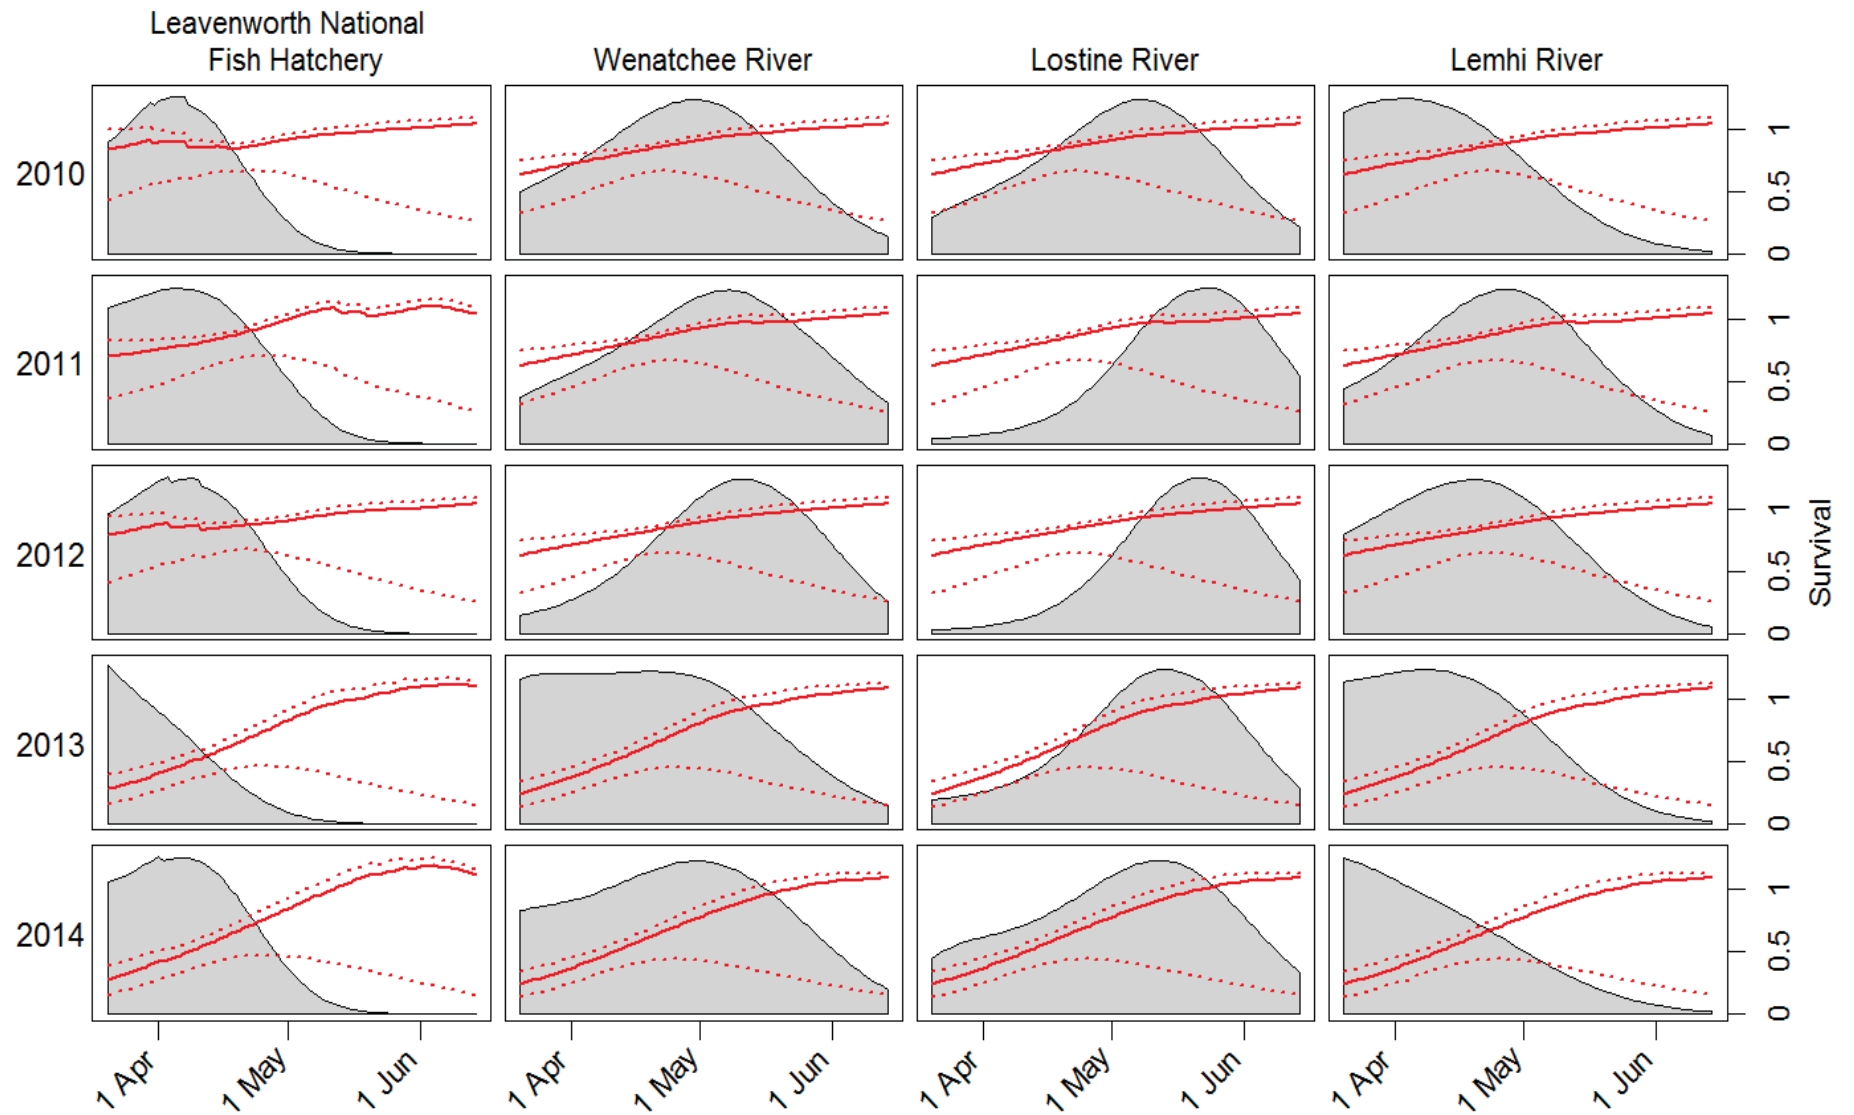 Leavenworth National
Fish Hatchery
Wenatchee River
Lostine River
Lemhi River
2010
0 0.5 1
2011
0 0.5 1
2012
0 0.5 1
Survival
2013
0 0.5 1
2014
0 0.5 1
1 Apr 1 May 1 Jun 1 Apr 1 May 1 Jun 1 Apr 1 May 1 Jun 1 Apr 1 May 1 Jun